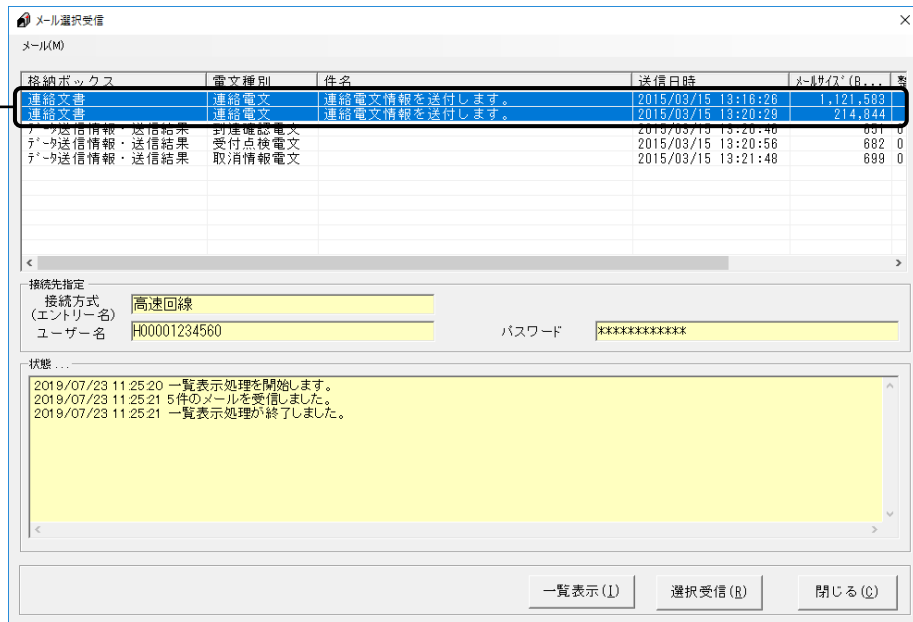 メール選択受信
メール(M)
格納ボックス 電文種別 件名 送信日時 メールサイズ(B... 整
連絡文書 連絡電文 連絡電文情報を送付します。 2015/03/15 13:16:26 1,121,583
連絡文書 連絡電文 連絡電文情報を送付します。 2015/03/15 13:20:29 214,844
データ送信情報・送信結果 到達確認電文 2015/03/15 13:20:46 651 0
データ送信情報・送信結果 受付点検電文 2015/03/15 13:20:56 682 0
データ送信情報・送信結果 取消情報電文 2015/03/15 13:21:48 699 0
接続先指定
接続方式
(エントリー名) 高速回線
ユーザー名 H00001234560 パスワード ************
状態...
2019/07/23 11:25:20 一覧表示処理を開始します。
2019/07/23 11:25:21 5件のメールを受信しました。
2019/07/23 11:25:21 一覧表示処理が終了しました。
一覧表示(I) 選択受信(R) 閉じる(C)